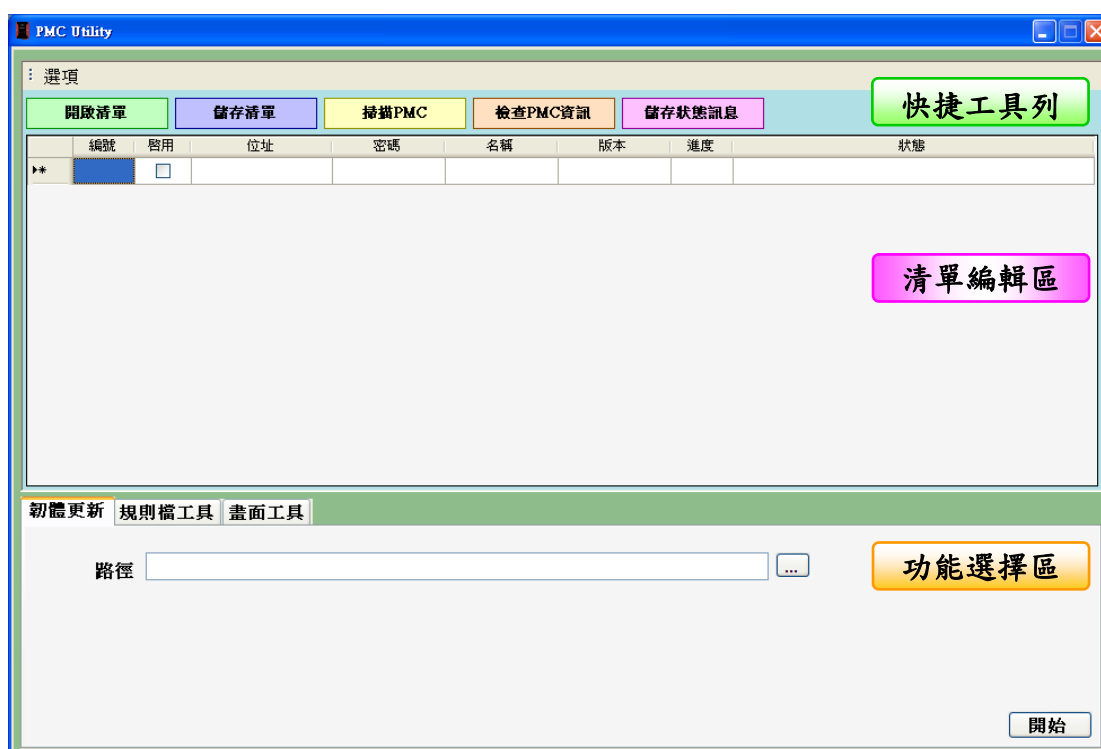 PMC Utility
選項
快捷工具列
開啟清單 儲存清單 掃描PMC 檢查PMC資訊 儲存狀態訊息
編號 啓用 位址 密碼 名稱 版本 進度 狀態
清單編輯區
韌體更新 規則檔工具 畫面工具
路徑 ... 功能選擇區
開始